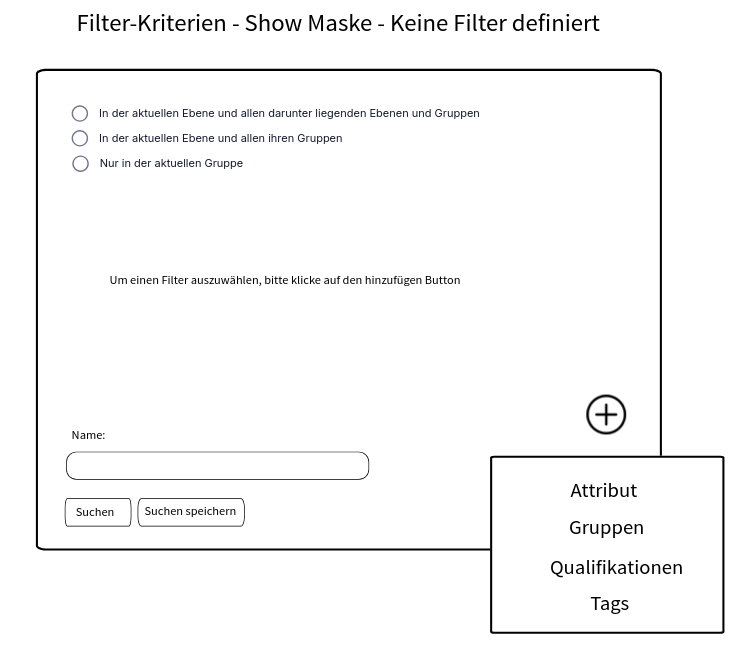 Filter-Kriterien - Show Maske - Keine Filter definiert
In der aktuellen Ebene und allen darunter liegenden Ebenen und Gruppen
In der aktuellen Ebene und allen ihren Gruppen
Nur in der aktuellen Gruppe
Um einen Filter auszuwählen, bitte klicke auf den hinzufügen Button
Name:
Suchen
Suchen speichern
Attribut
Gruppen
Qualifikationen
Tags